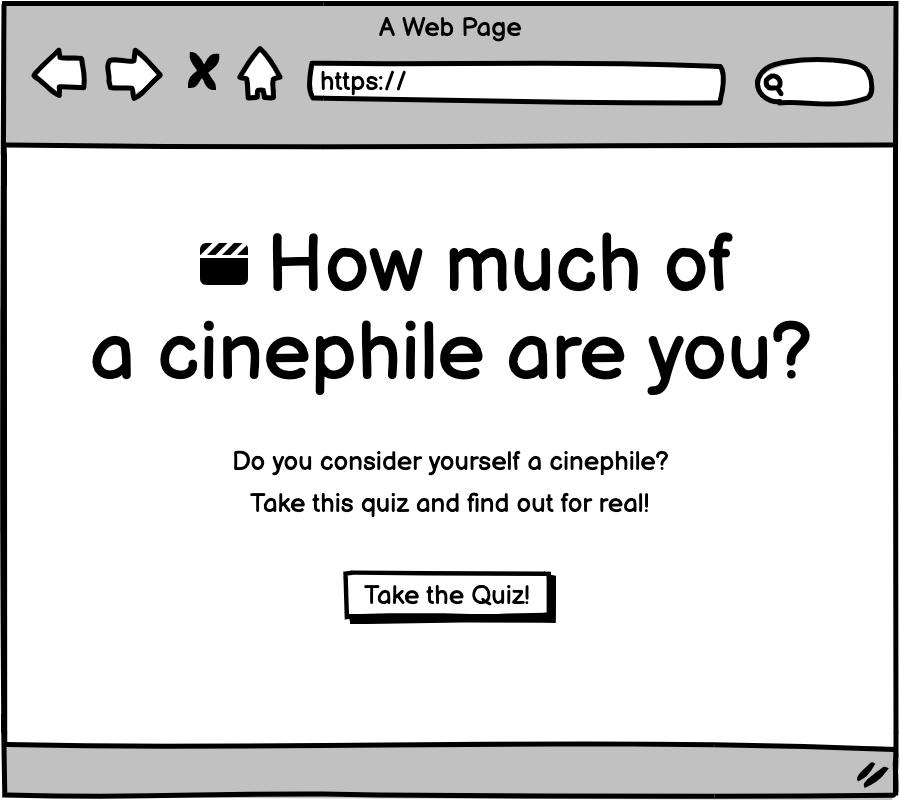 A Web Page
https://
How much of
a cinephile are you?
Do you consider yourself a cinephile?
Take this quiz and find out for real!
Take the Quiz!